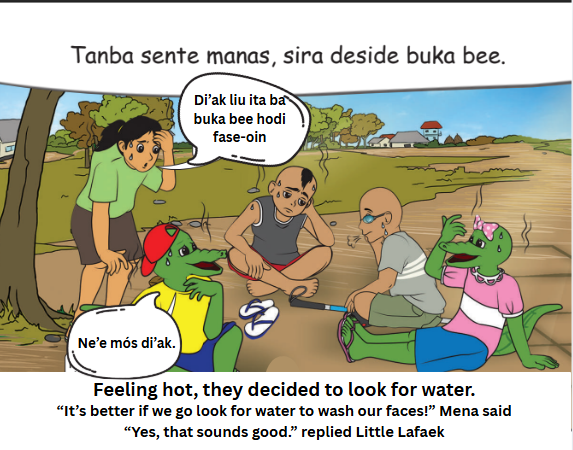 Tanba sente manas, sira deside buka bee.
Di’ak liu ita ba
buka bee hodi
fase-oin
Ne’e mós di’ak.
Feeling hot, they decided to look for water.
“It’s better if we go look for water to wash our faces!” Mena said
“Yes, that sounds good.” replied Little Lafaek